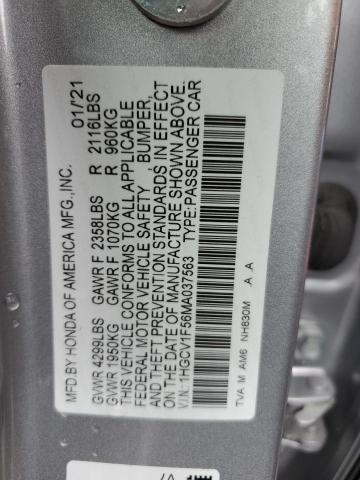 MFD. BY HONDA OF AMERICA MFG.,INC. 01/'21
GVWR 4299LBS GAWR F 2358LBS R 2116LBS
GVWR 1950KG GAWR F 1070KG R 960KG
THIS VEHICLE CONFORMS TO ALL APPLICABLE
FEDERAL MOTOR VEHICLE SAFETY BUMPER,
AND THEFT PREVENTION STANDARDS IN EFFECT
ON THE DATE OF MANUFACTURE SHOWN ABOVE.
V.I.N.:1HGCV1F56MA037563 TYPE:PASSENGER CAR
TVA M AM6 NH830M A A